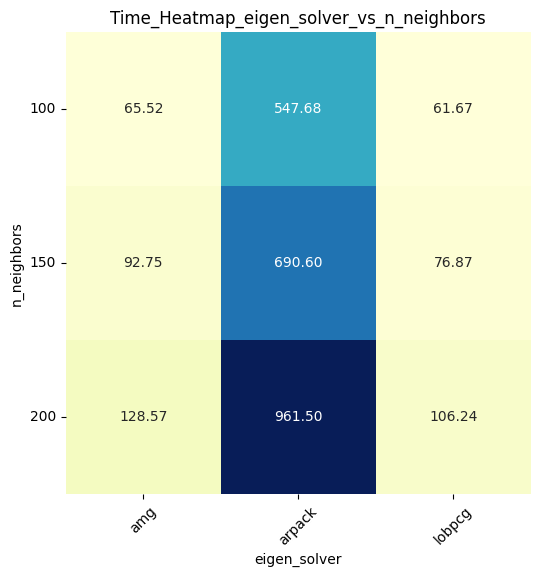 Time_Heatmap_eigen_solver_vs_n_neighbors
n_neighbors
100 65.52 547.68 61.67
150 92.75 690.60 76.87
200 128.57 961.50 106.24
amg arpack lobpcg
eigen_solver